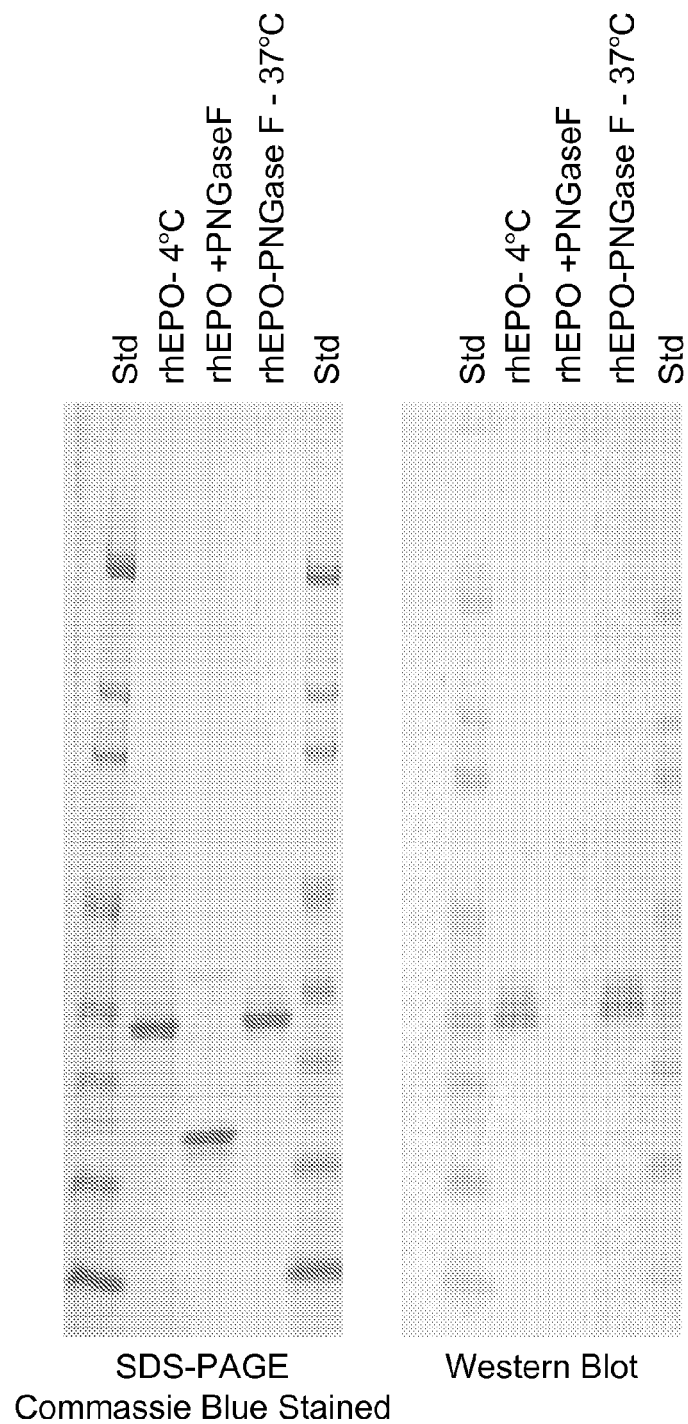 Std
rhEPO- 4°C
rhEPO +PNGaseF
rhEPO-PNGase F - 37°C
Std
Std
rhEPO- 4°C
rhEPO +PNGaseF
rhEPO-PNGase F - 37°C
Std
SDS-PAGE
Commassie Blue Stained
Western Blot